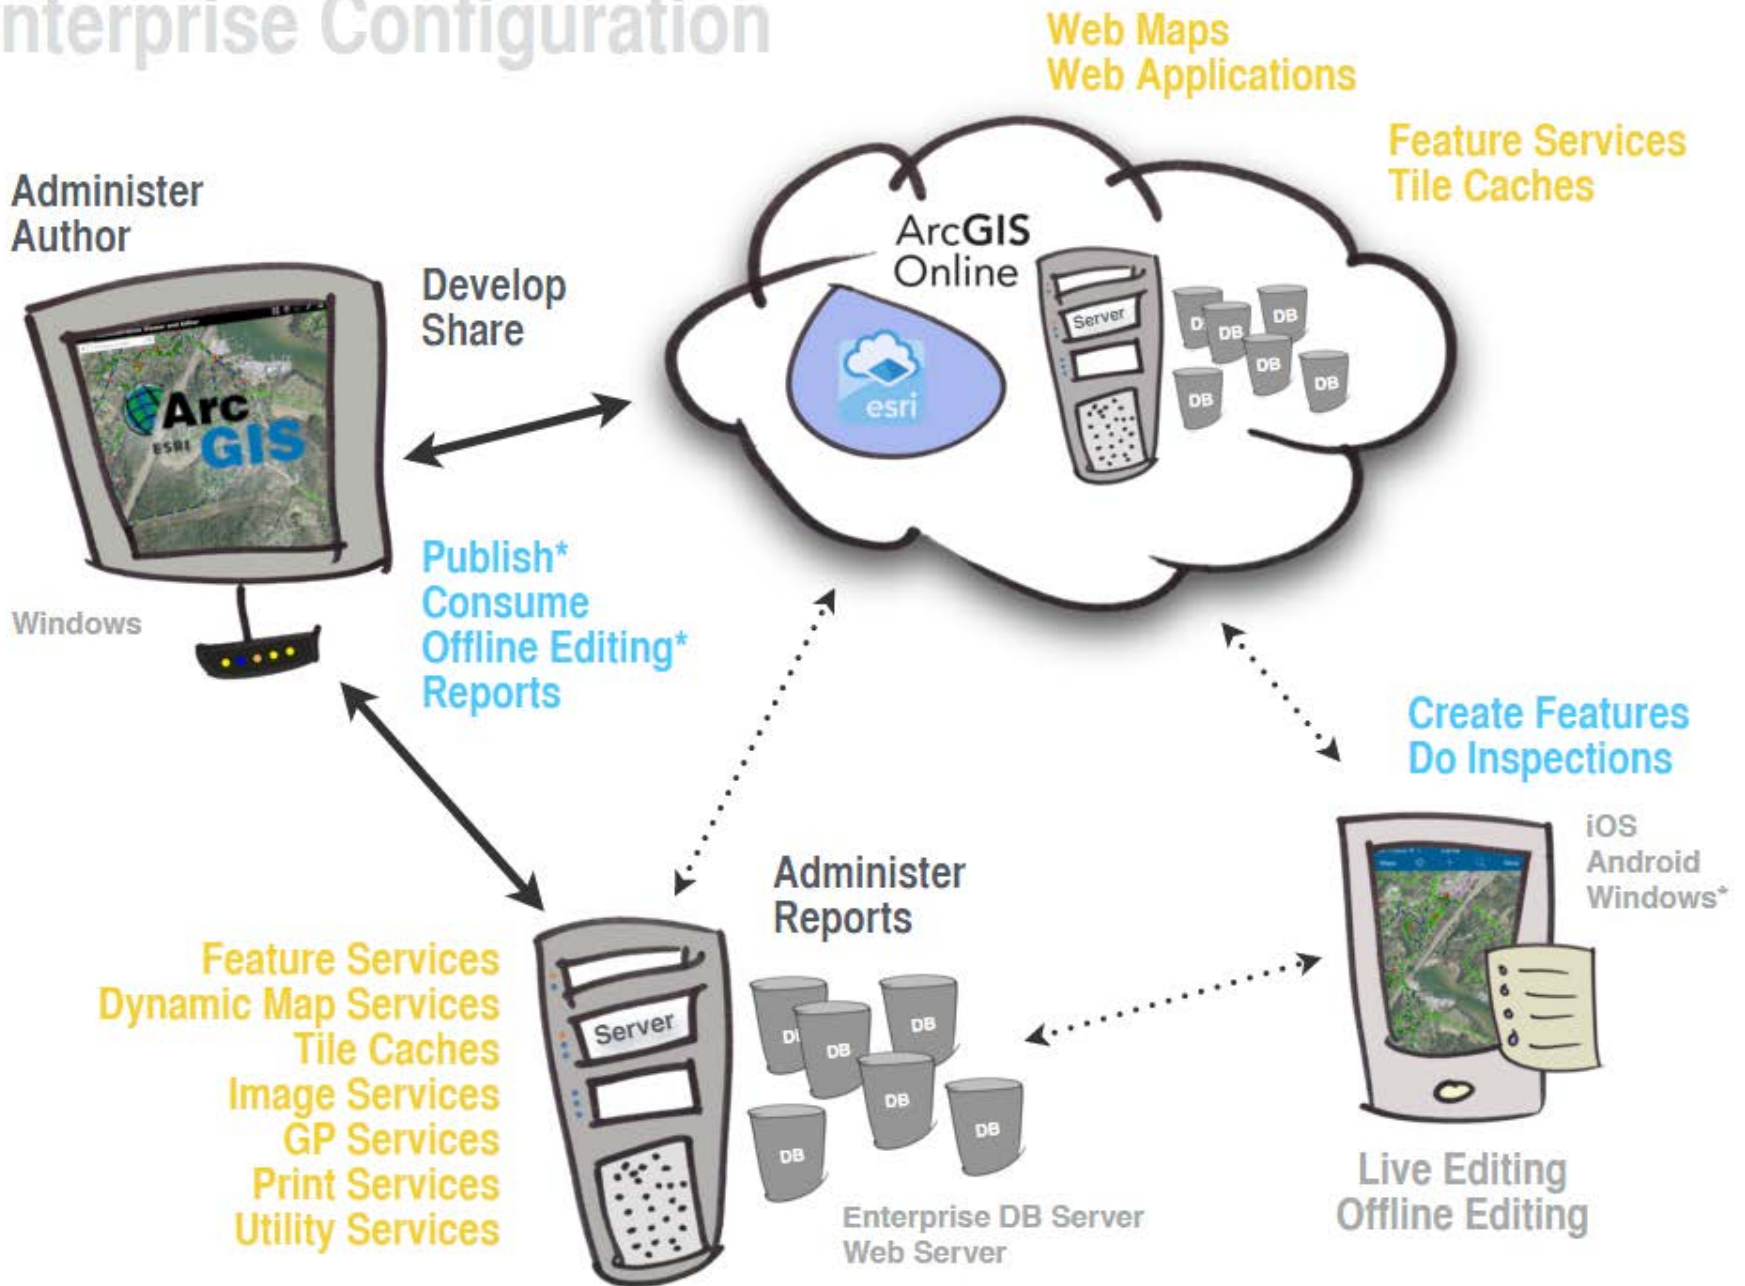 nterprise Configuration
Web Maps
Web Applications
Feature Services
Tile Caches
Administer
Author
Develop
Share
ArcGIS
Online
Server
D
DB
DB
DB
DB
DB
esri
Arc
ESRI GIS
Publish*
Consume
Offline Editing*
Reports
Windows
Create Features
Do Inspections
iOS
Android
Windows*
Administer
Reports
Feature Services
Dynamic Map Services
Tile Caches
Image Services
GP Services
Print Services
Utility Services
Server
DB
DB
DB
DB
DB
Enterprise DB Server
Web Server
Live Editing
Offline Editing